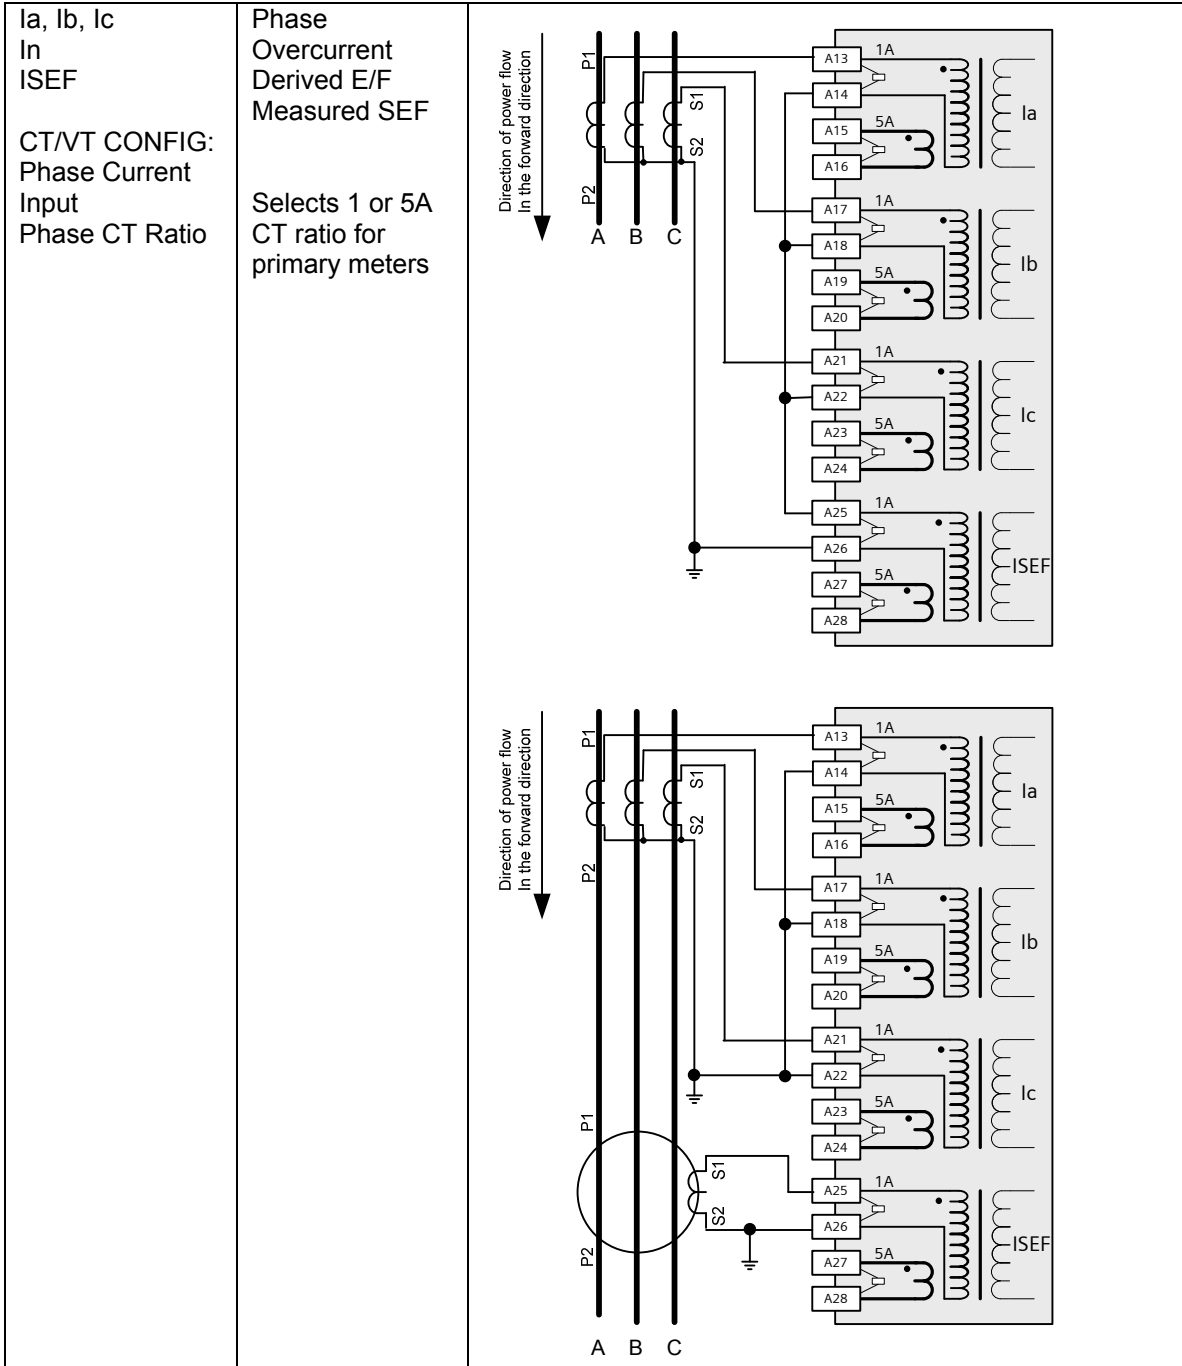 Ia, Ib, Ic
In
ISEF
CT/VT CONFIG:
Phase Current
Input
Phase CT Ratio
Phase
Overcurrent
Derived E/F
Measured SEF
Selects 1 or 5A
CT ratio for
primary meters
Direction of power flow
In the forward direction
P1
S1
S2
P2
A B C
A13 1A
A14
Ia
A15 5A
A16
A17 1A
A18
Ib
A19 5A
A20
A21 1A
A22
Ic
A23 5A
A24
A25 1A
A26
ISEF
A27 5A
A28
Direction of power flow
In the forward direction
P1
S1
S2
P2
A13 1A
A14
Ia
A15 5A
A16
A17 1A
A18
Ib
A19 5A
A20
A21 1A
A22
Ic
A23 5A
A24
P1
S1
S2
P2
A25 1A
A26
ISEF
A27 5A
A28
A B C